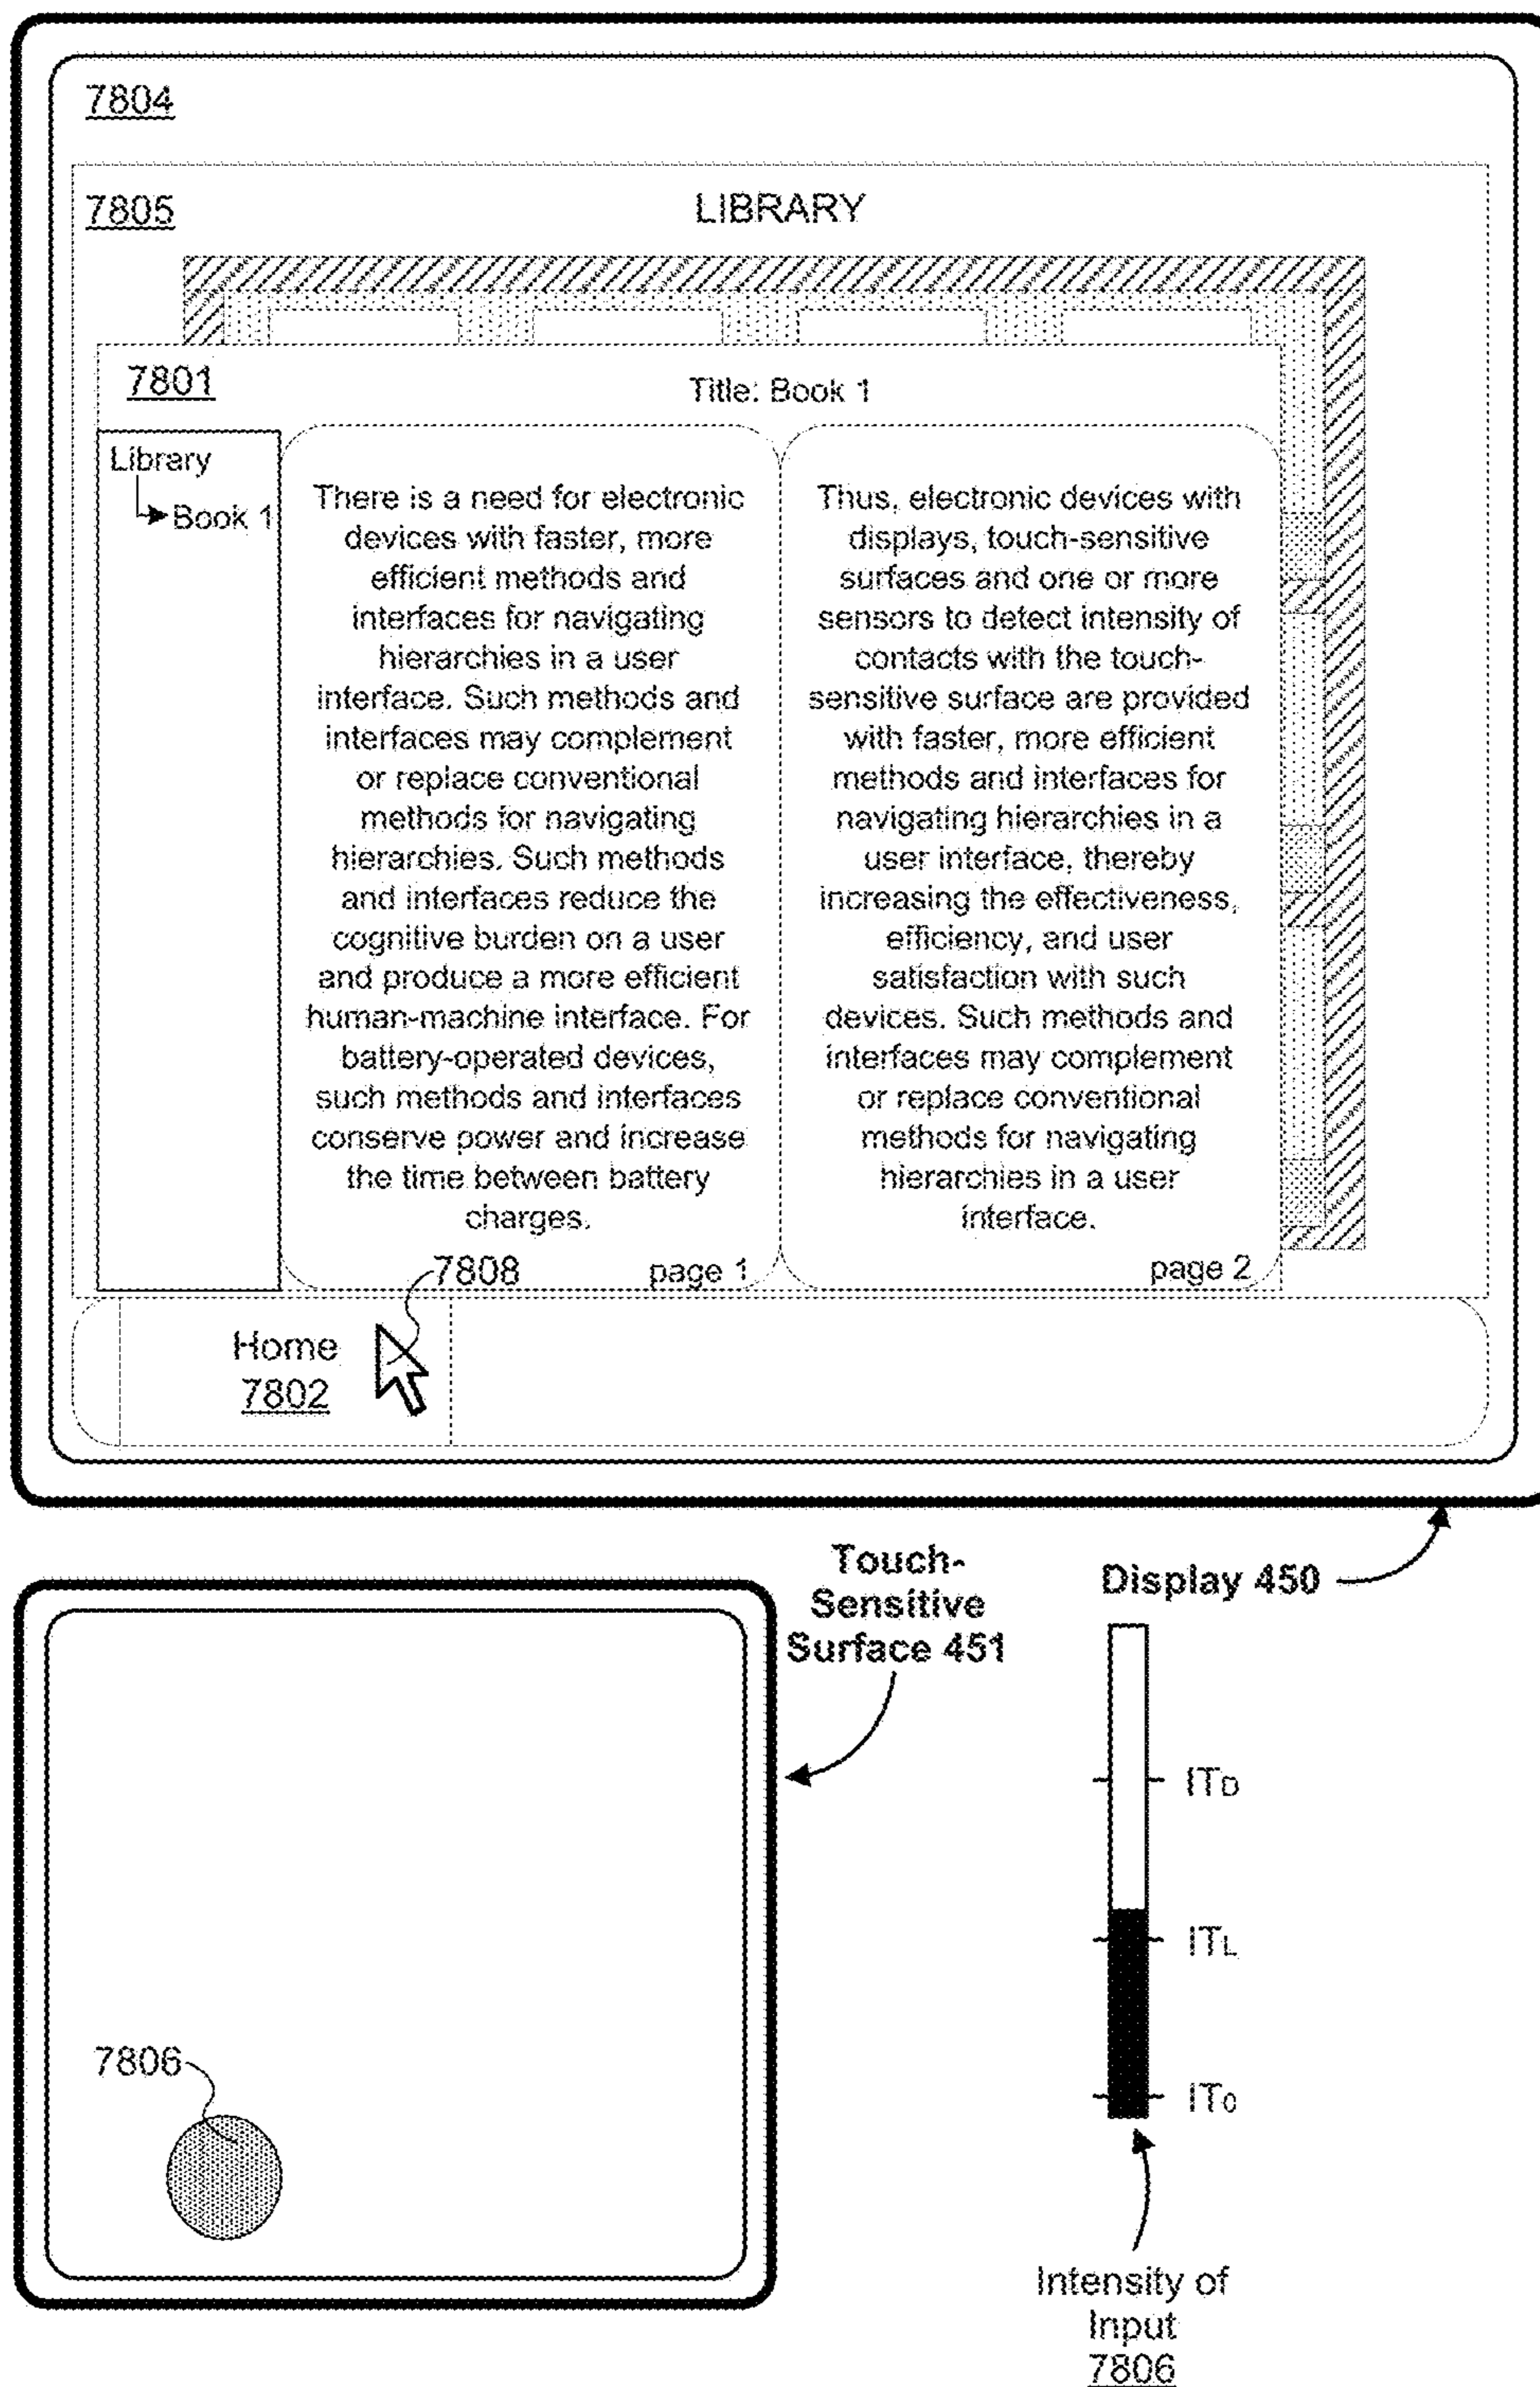 7804
7805
LIBRARY
7801
Title: Book 1
Library
Book 1
There is a need for electronic
devices with faster, more
efficient methods and
interfaces for navigating
hierarchies in a user
interface. Such methods and
interfaces may complement
or replace conventional
methods for navigating
hierarchies. Such methods
and interfaces reduce the
cognitive burden on a user
and produce a more efficient
human-machine interface. For
battery-operated devices,
such methods and interfaces
conserve power and increase
the time between battery
charges.
page 1
Thus, electronic devices with
displays, touch-sensitive
surfaces and one or more
sensors to detect intensity of
contacts with the touch-
sensitive surface are provided
with faster, more efficient
methods and interfaces for
navigating hierarchies in a
user interface, thereby
increasing the effectiveness,
efficiency, and user
satisfaction with such
devices. Such methods and
interfaces may complement
or replace conventional
methods for navigating
hierarchies in a user
interface.
page 2
7808
Home
7802
Touch-
Sensitive
Surface 451
Display 450
ITD
ITL
IT0
7806
Intensity of
Input
7806